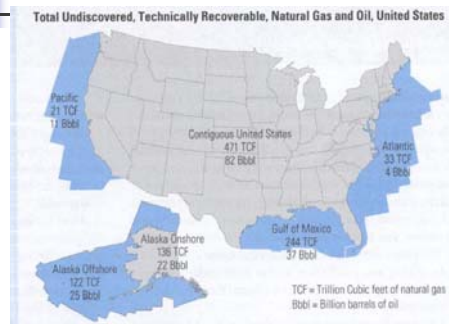 Total Undiscovered, Technically Recoverable, Natural Gas and Oil, United States
Pacific
21 TCF
11 Bbbl
Contiguous United States
471 TCF
82 Bbbl
Atlantic
33 TCF
4 Bbbl
Gulf of Mexico
244 TCF
37 Bbbl
Alaska Onshore
136 TCF
22 Bbbl
Alaska Offshore
122 TCF
25 Bbbl
TCF = Trillion Cubic feet of natural gas
Bbbl = Billion barrels of oil